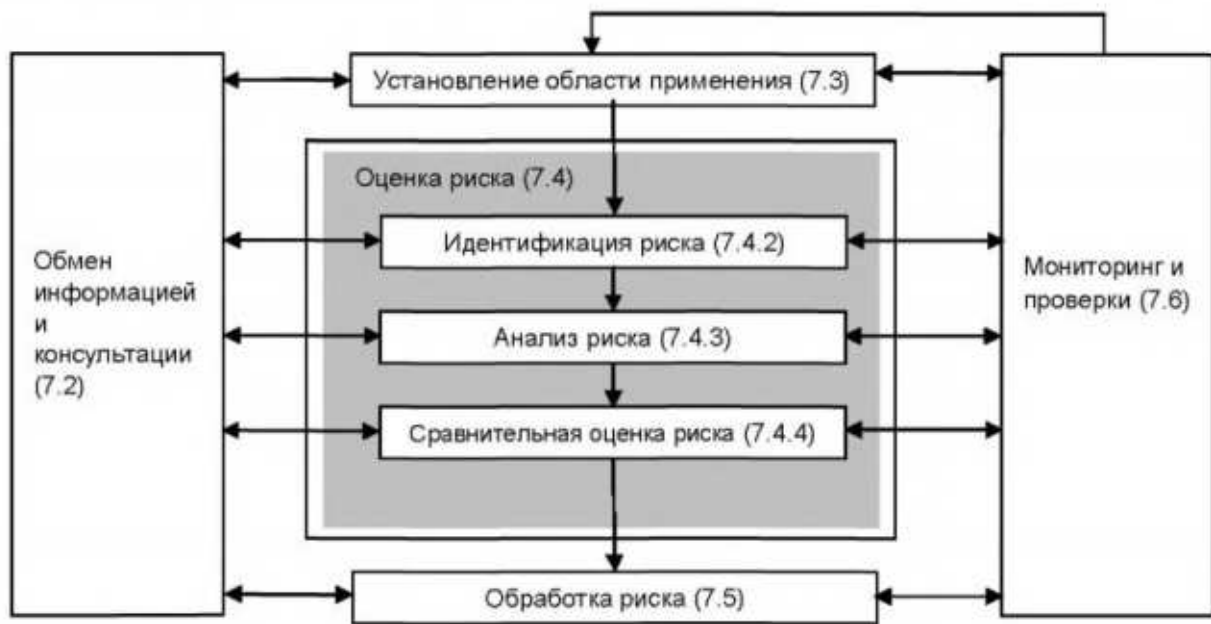 Установление области применения (7.3)
Оценка риска (7.4)
Идентификация риска (7.4.2)
Обмен
информацией
и
консультации
(7.2)
Мониторинг и
проверки (7.6)
Анализ риска (7.4.3)
Сравнительная оценка риска (7.4.4)
Обработка риска (7.5)